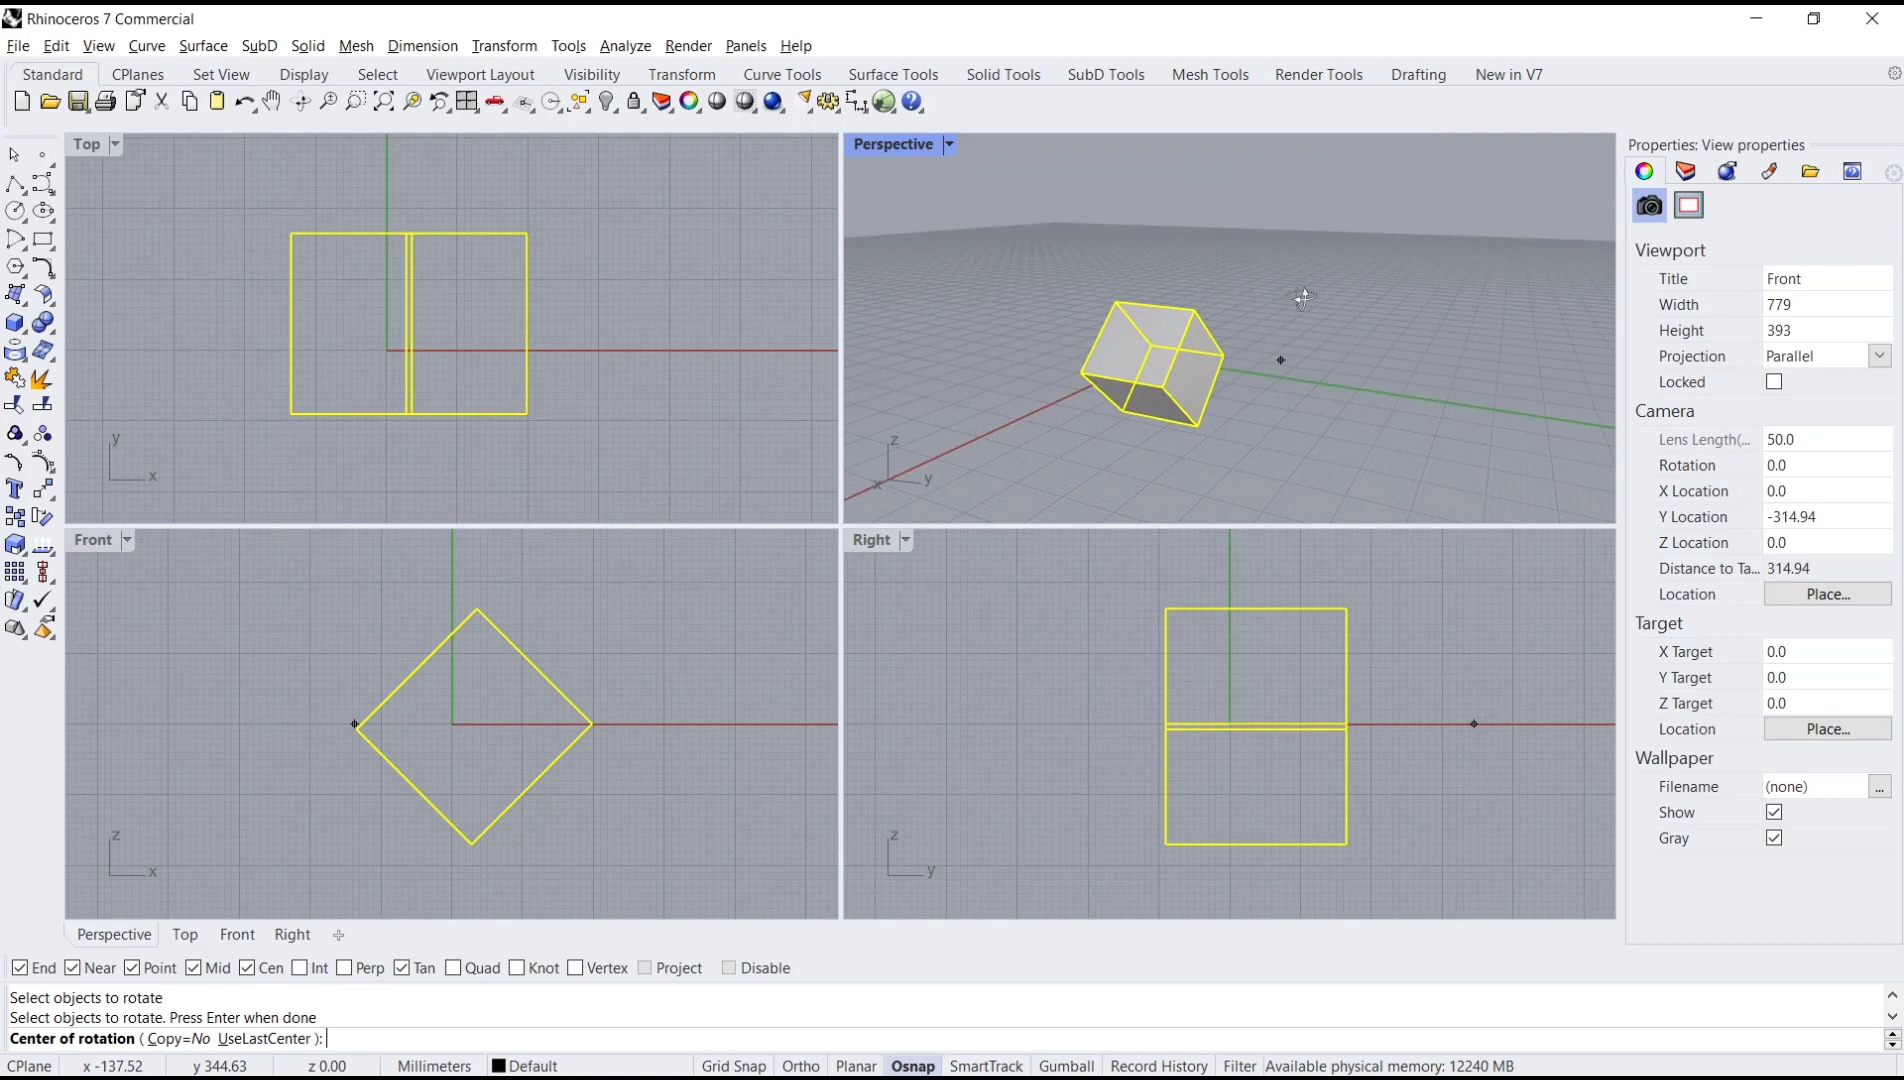 Rhinoceros 7 Commercial
File Edit View Curve Surface SubD Solid Mesh Dimension Transform Tools Analyze Render Panels Help
Standard CPlanes Set View Display Select Viewport Layout Visibility Transform Curve Tools Surface Tools Solid Tools SubD Tools Mesh Tools Render Tools Drafting New in V7
Top
y
x
Perspective
z
x
y
Front
z
x
Right
z
y
Properties: View properties
Viewport
Title Front
Width 779
Height 393
Projection Parallel
Locked
Camera
Lens Length(... 50.0
Rotation 0.0
X Location 0.0
Y Location -314.94
Z Location 0.0
Distance to Ta... 314.94
Location Place...
Target
X Target 0.0
Y Target 0.0
Z Target 0.0
Location Place...
Wallpaper
Filename (none) ...
Show
Gray
Perspective Top Front Right
End Near Point Mid Cen Int Perp Tan Quad Knot Vertex Project Disable
Select objects to rotate
Select objects to rotate. Press Enter when done
Center of rotation ( Copy=No UseLastCenter ):
CPlane x -137.52 y 344.63 z 0.00 Millimeters Default Grid Snap Ortho Planar Osnap SmartTrack Gumball Record History Filter Available physical memory: 12240 MB